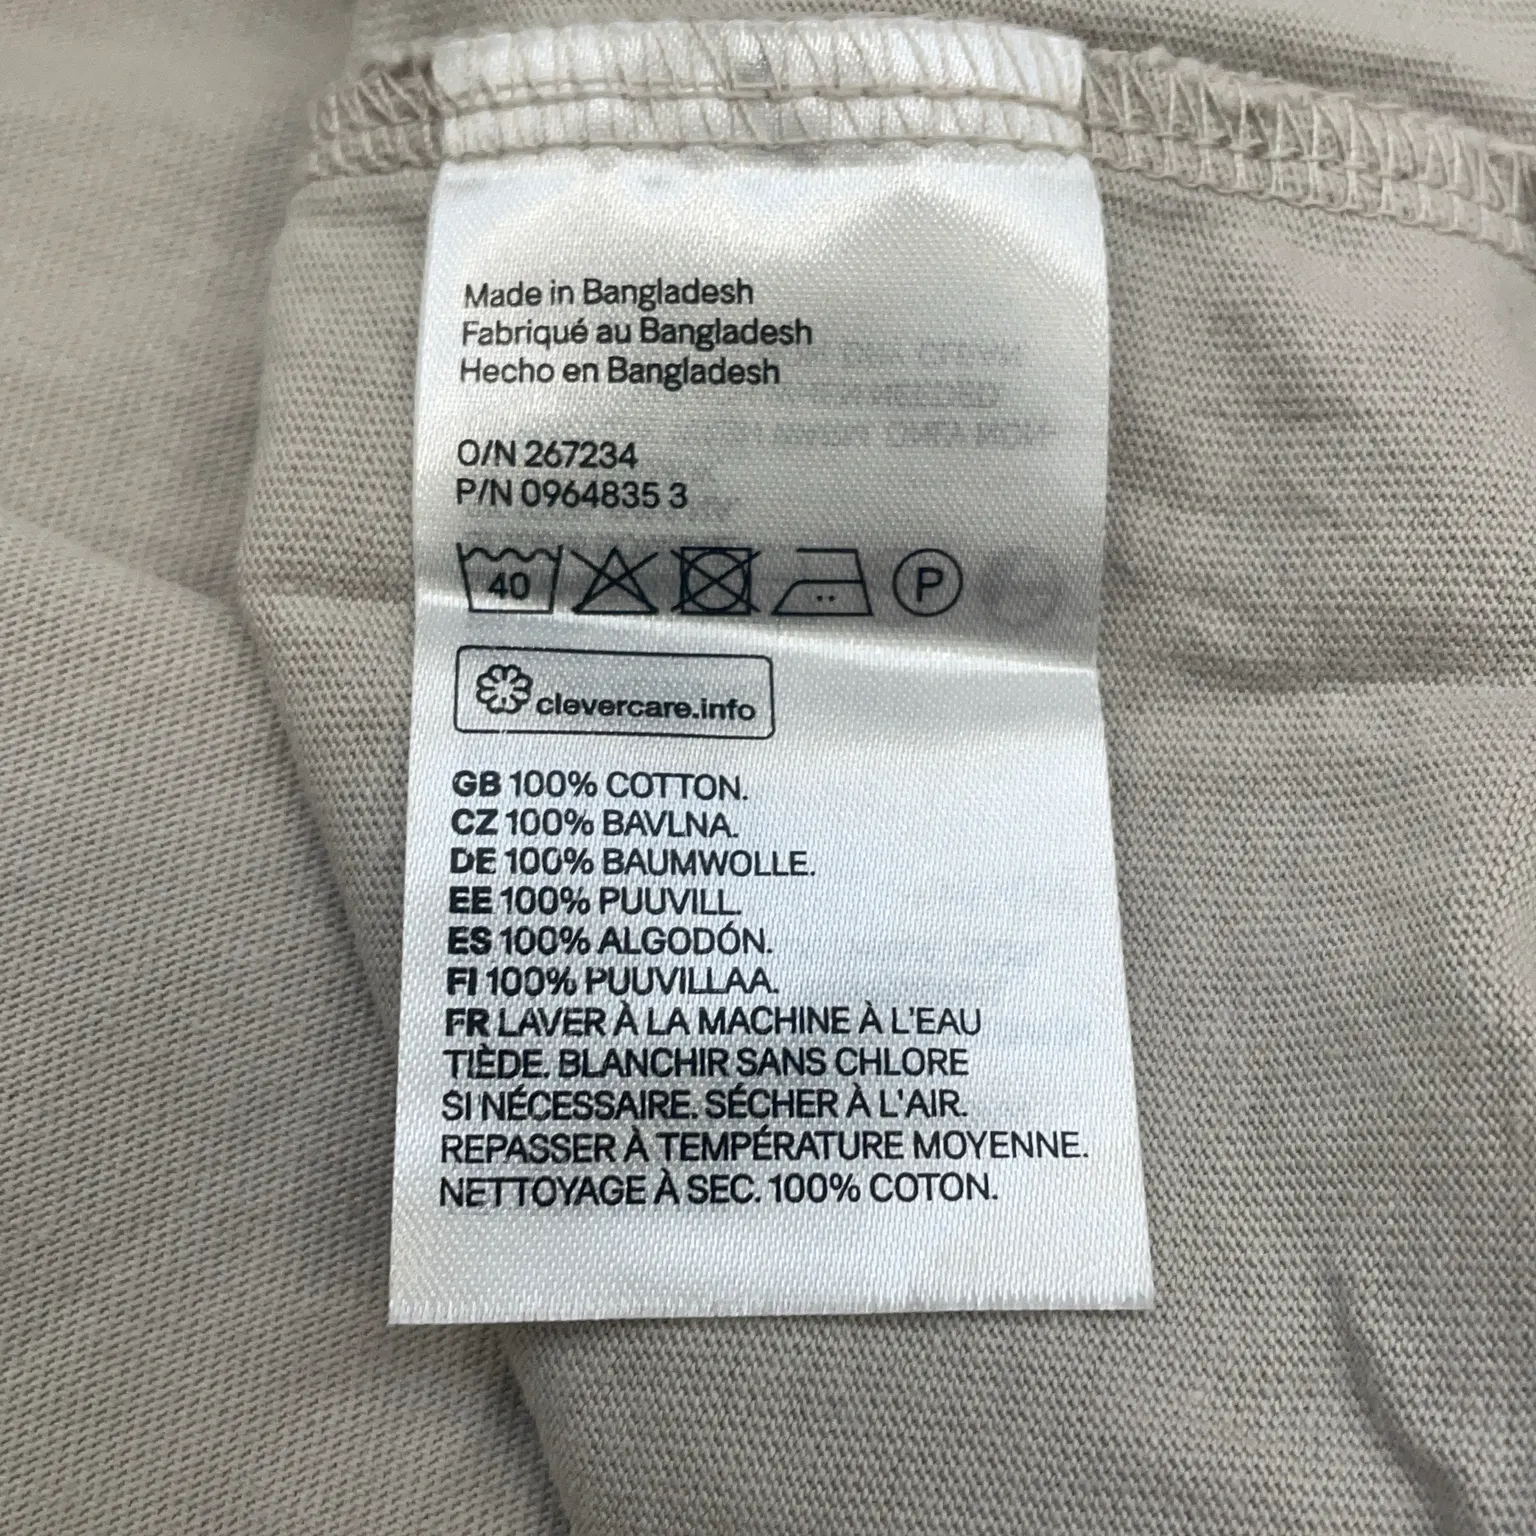 Made in Bangladesh
Fabriqué au Bangladesh
Hecho en Bangladesh
O/N 267234
P/N 0964835 3
40 P
clevercare.info
GB 100% COTTON.
CZ 100% BAVLNA.
DE 100% BAUMWOLLE.
EE 100% PUUVILL.
ES 100% ALGODÓN.
FI 100% PUUVILLAA.
FR LAVER À LA MACHINE À L'EAU
TIÈDE. BLANCHIR SANS CHLORE
SI NÉCESSAIRE. SÉCHER À L'AIR.
REPASSER À TEMPÉRATURE MOYENNE.
NETTOYAGE À SEC. 100% COTON.